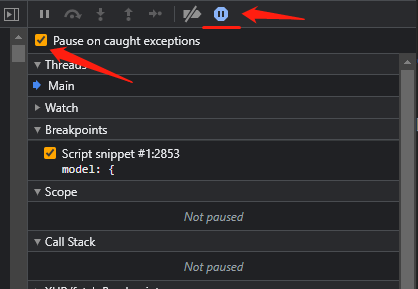 Pause on caught exceptions
Threads
Main
Watch
Breakpoints
Script snippet #1:2853
model: {
Scope
Not paused
Call Stack
Not paused